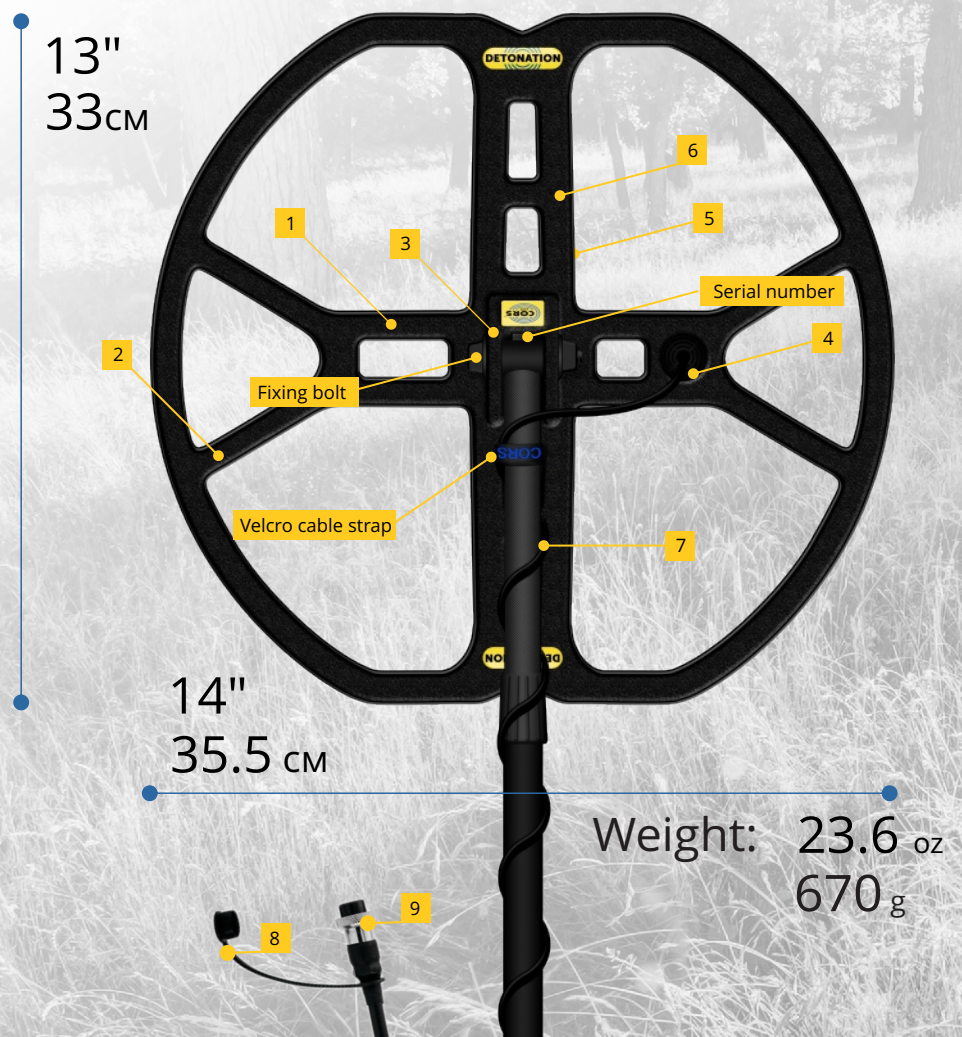 13"
33см
DETONATION
6
1
5
3
Serial number
CORS
4
2
Fixing bolt
CORS
Velcro cable strap
7
14"
35.5 см
Weight: 23.6 oz
670 g
9
8